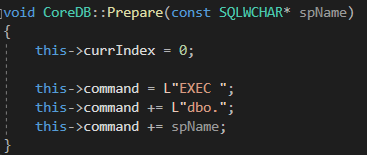 void CoreDB::Prepare(const SQLWCHAR* spName)
{
this->currIndex = 0;
this->command = L"EXEC ";
this->command += L"dbo.";
this->command += spName;
}